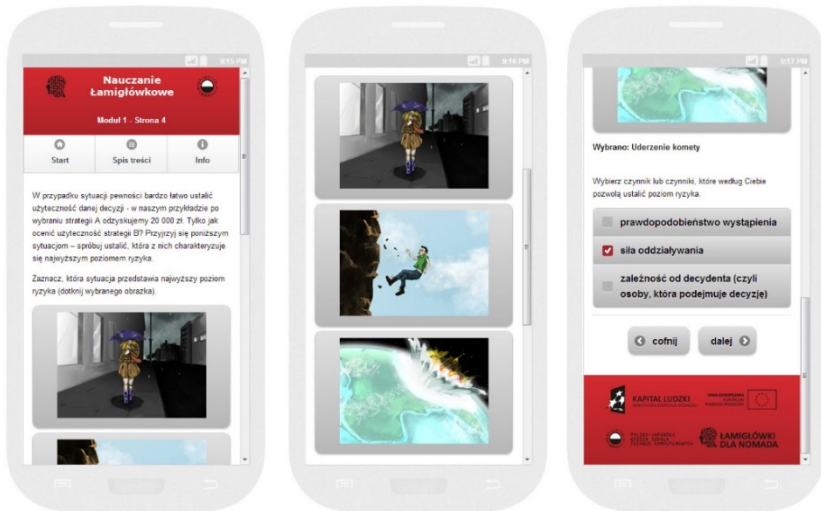 9:15 PM
Nauczanie
Łamigłówkowe
Moduł 1 - Strona 4
Start
Spis treści
Info
W przypadku sytuacji pewności bardzo łatwo ustalić
użyteczność danej decyzji - w naszym przykładzie po
wybraniu strategii A odzyskujemy 20 000 zł. Tylko jak
ocenić użyteczność strategii B? Przyjrzyj się poniższym
sytuacjom – spróbuj ustalić, która z nich charakteryzuje
się najwyższym poziomem ryzyka.
Zaznacz, która sytuacja przedstawia najwyższy poziom
ryzyka (dotknij wybranego obrazka).
9:16 PM
9:17 PM
Wybrano: Uderzenie komety
Wybierz czynnik lub czynniki, które według Ciebie
pozwolą ustalić poziom ryzyka.
prawdopodobieństwo wystąpienia
siła oddziaływania
zależność od decydenta (czyli
osoby, która podejmuje decyzję)
cofnij
dalej
KAPITAŁ LUDZKI
UNIA EUROPEJSKA
ŁAMIGŁÓWKI
DLA NOMADA